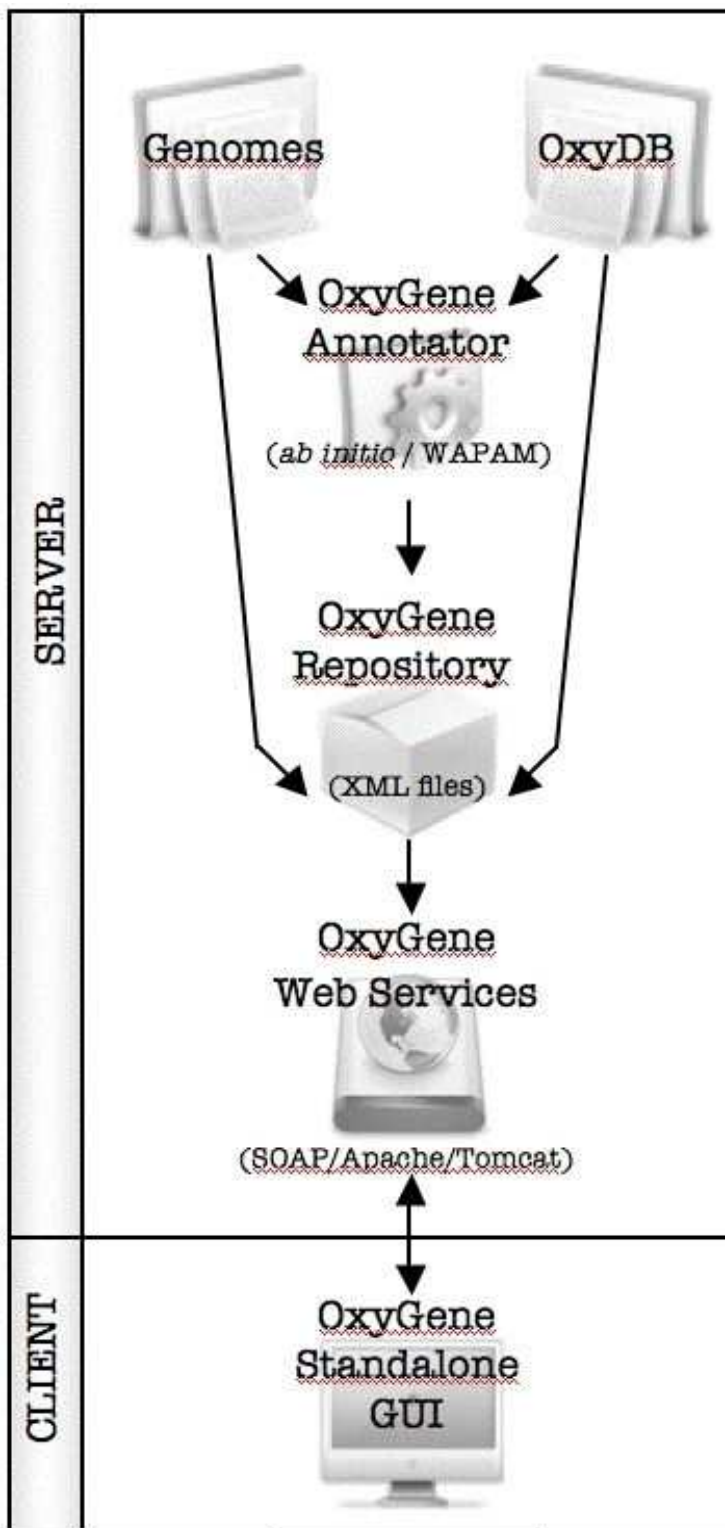 SERVER
Genomes
OxyDB
OxyGene
Annotator
(ab initio / WAPAM)
OxyGene
Repository
(XML files)
OxyGene
Web Services
(SOAP/Apache/Tomcat)
CLIENT
OxyGene
Standalone
GUI